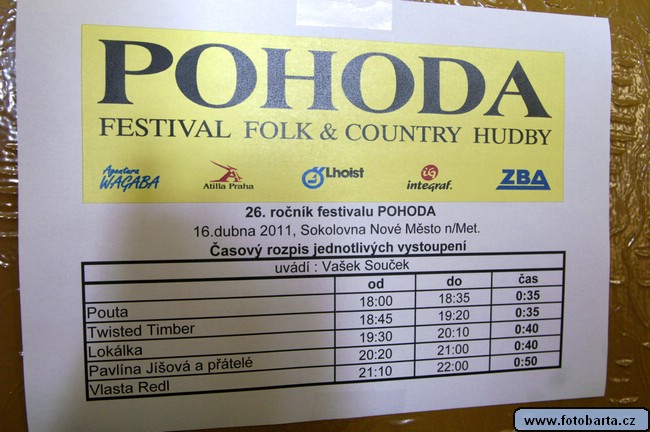 POHODA
FESTIVAL FOLK & COUNTRY HUDBY
Agentura WAGABA Atilla Praha Lhoist iG integraf. ZBA
26. ročník festivalu POHODA
16.dubna 2011, Sokolovna Nové Město n/Met.
Časový rozpis jednotlivých vystoupení
uvádí : Vašek Souček
od do čas
Pouta 18:00 18:35 0:35
Twisted Timber 18:45 19:20 0:35
Lokálka 19:30 20:10 0:40
Pavlína Jíšová a přátelé 20:20 21:00 0:40
Vlasta Redl 21:10 22:00 0:50
www.fotobarta.cz